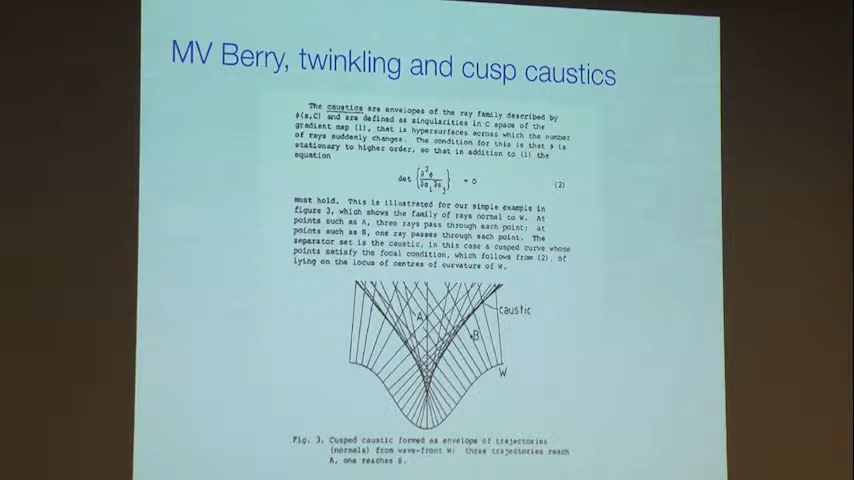 MV Berry, twinkling and cusp caustics
The caustics are envelopes of the ray family described by
ϕ(s,C) and are defined as singularities in C space of the
gradient map (1), that is hypersurfaces across which the number
of rays suddenly changes. The condition for this is that ϕ is
stationary to higher order, so that in addition to (1) the
equation
det {∂²ϕ/∂sᵢ∂sⱼ} = 0 (2)
must hold. This is illustrated for our simple example in
figure 3, which shows the family of rays normal to W. At
points such as A, three rays pass through each point; at
points such as B, one ray passes through each point. The
separator set is the caustic, in this case a cusped curve whose
points satisfy the focal condition, which follows from (2), of
lying on the locus of centres of curvature of W.
A
caustic
B
W
Fig. 3. Cusped caustic formed as envelope of trajectories
(normals) from wave-front W; three trajectories reach
A, one reaches B.